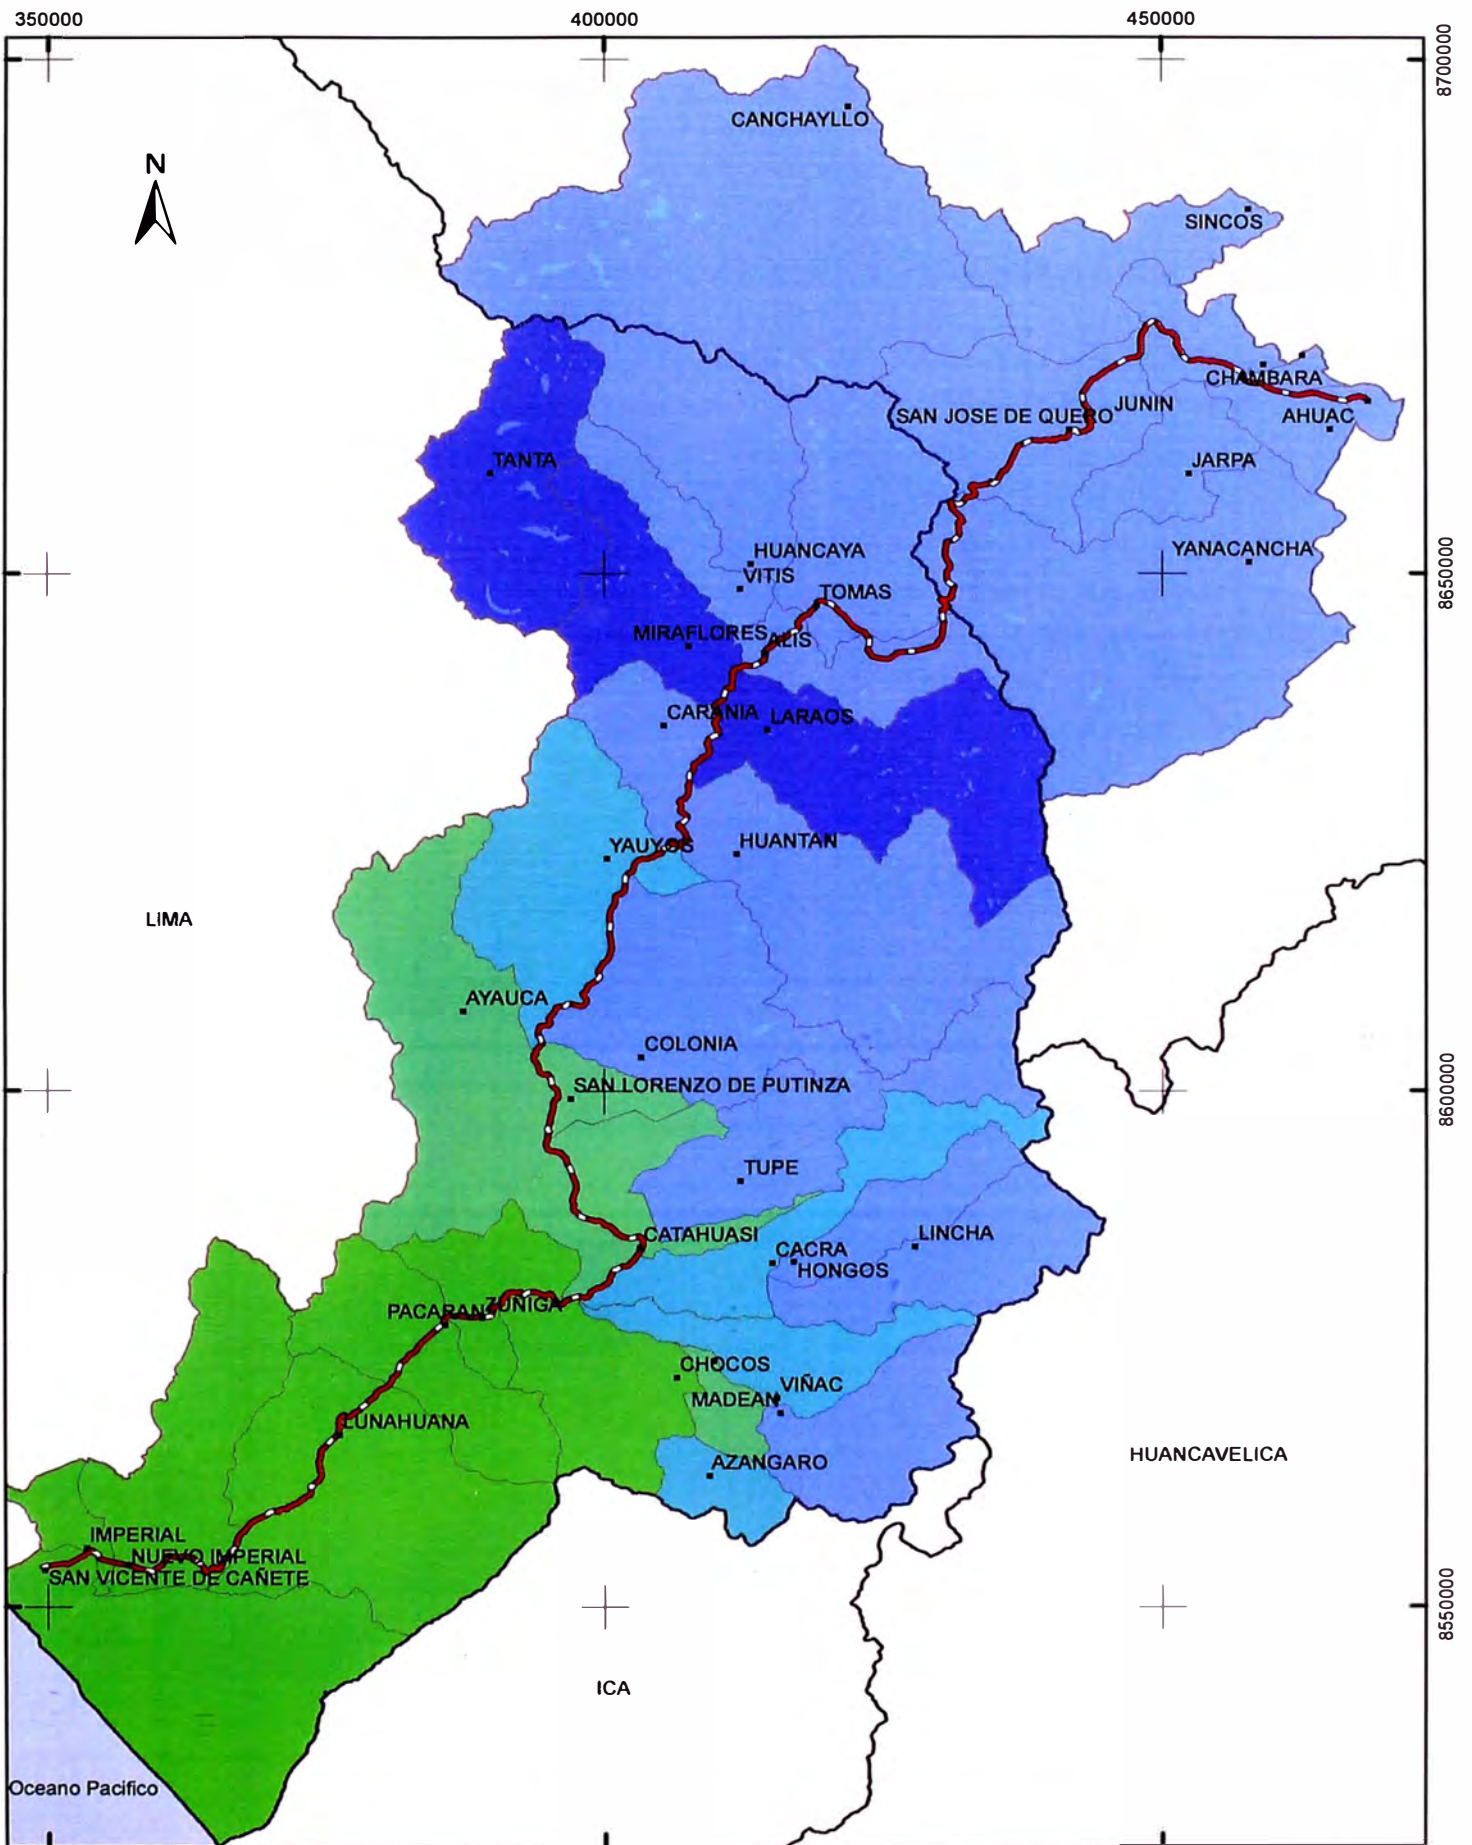 350000
400000
450000
8700000
N
CANCHAYLLO
SINCOS
CHAMBARA
JUNIN
SAN JOSE DE QUERO
AHUAC
TANTA
JARPA
HUANCAYA
YANACANCHA
8650000
VITIS
TOMAS
MIRAFLORES
ALIS
CARANIA
LARAOS
YAUYOS
HUANTAN
LIMA
AYAUCA
COLONIA
SAN LORENZO DE PUTINZA
8600000
TUPE
CATAHUASI
LINCHA
CACRA
HONGOS
ZUÑIGA
PACARAN
CHOCOS
VIÑAC
MADEAN
LUNAHUANA
HUANCAVELICA
AZANGARO
IMPERIAL
NUEVO IMPERIAL
SAN VICENTE DE CAÑETE
8550000
ICA
Oceano Pacifico